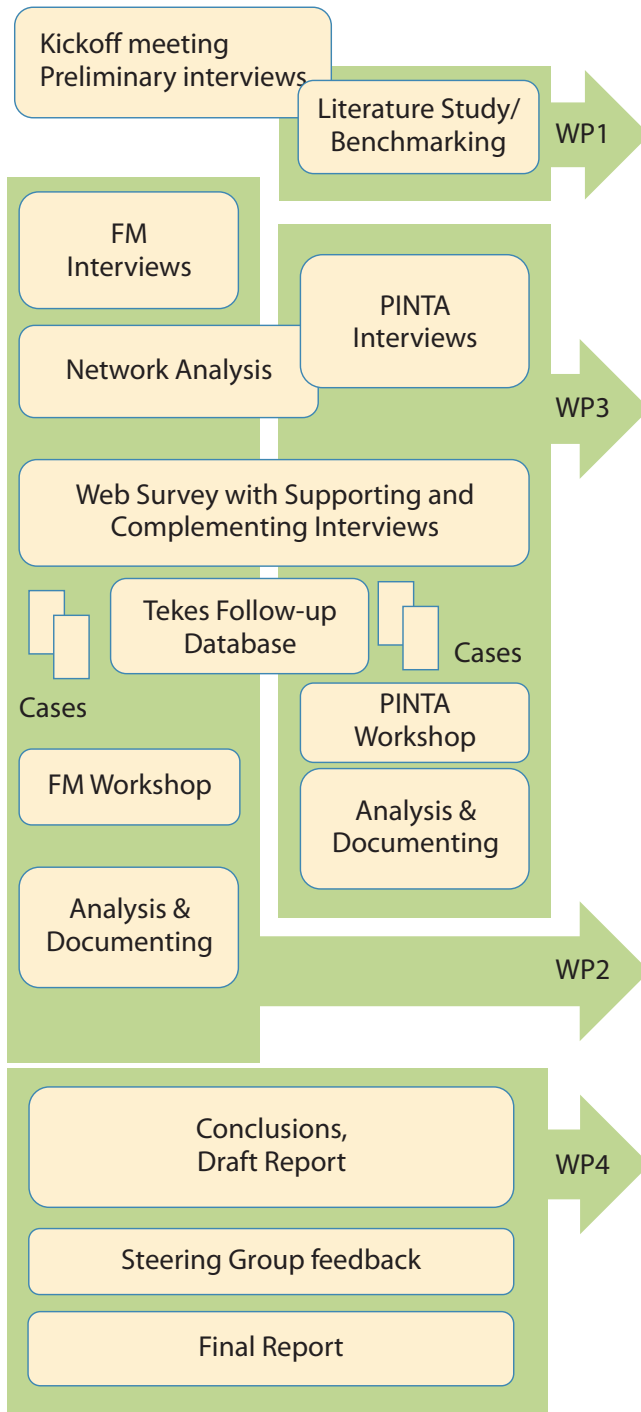 Kickoff meeting
Preliminary interviews
Literature Study/
Benchmarking
WP1
FM
Interviews
PINTA
Interviews
Network Analysis
WP3
Web Survey with Supporting and
Complementing Interviews
Tekes Follow-up
Database
Cases
Cases
PINTA
Workshop
FM Workshop
Analysis &
Documenting
Analysis &
Documenting
WP2
Conclusions,
Draft Report
WP4
Steering Group feedback
Final Report